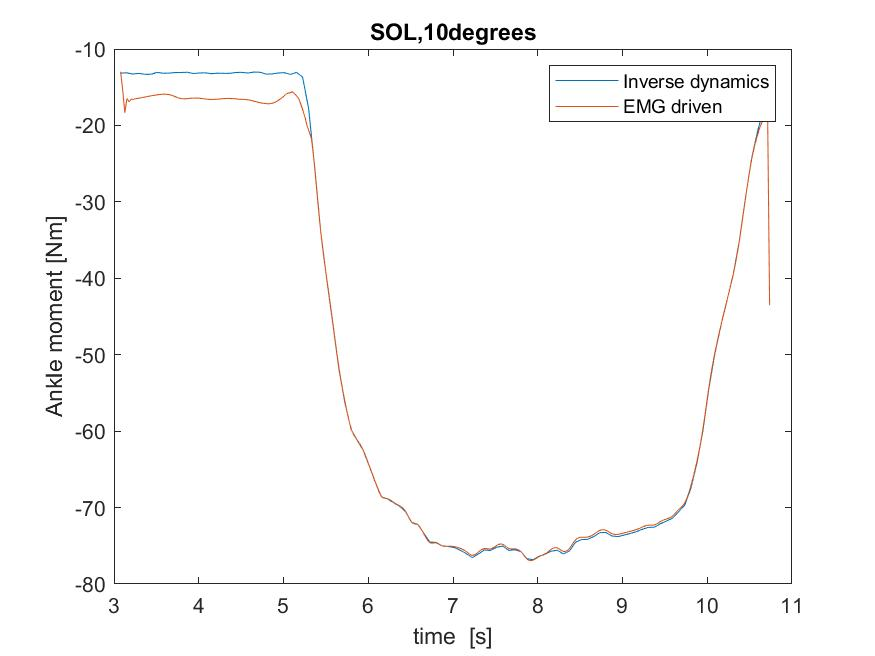 SOL,10degrees
Inverse dynamics
EMG driven
-10
-20
-30
-40
-50
-60
-70
-80
Ankle moment [Nm]
3 4 5 6 7 8 9 10 11
time [s]